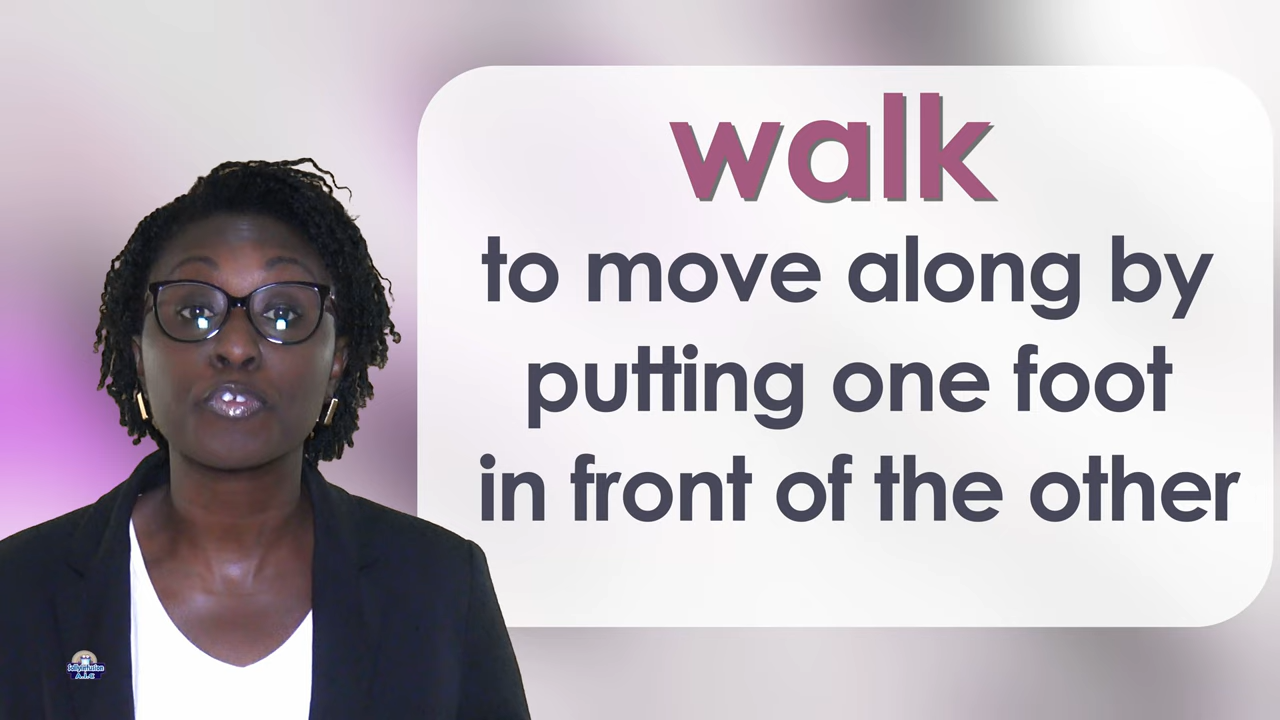 walk
to move along by
putting one foot
in front of the other
A.I.C